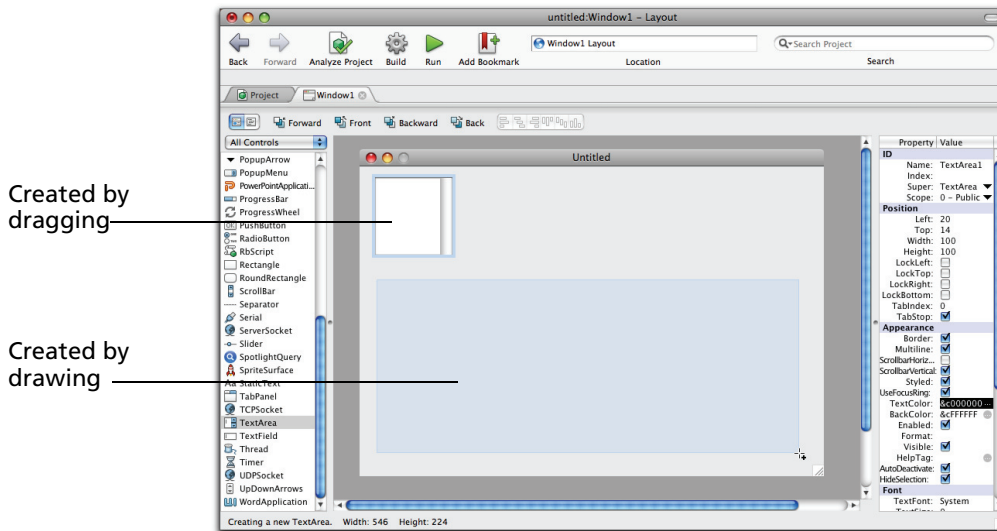 untitled:Window1 – Layout
Back
Forward
Analyze Project
Build
Run
Add Bookmark
Window1 Layout
Location
Search Project
Search
Project
Window1
Forward
Front
Backward
Back
All Controls
PopupArrow
PopupMenu
PowerPointApplicati...
ProgressBar
ProgressWheel
PushButton
RadioButton
RbScript
Rectangle
RoundRectangle
ScrollBar
Separator
Serial
ServerSocket
Slider
SpotlightQuery
SpriteSurface
Aa StaticText
TabPanel
TCPSocket
TextArea
TextField
Thread
Timer
UDPSocket
UpDownArrows
WordApplication
Created by
dragging
Created by
drawing
Untitled
Property Value
ID
Name: TextArea1
Index:
Super: TextArea
Scope: 0 – Public
Position
Left: 20
Top: 14
Width: 100
Height: 100
LockLeft:
LockTop:
LockRight:
LockBottom:
TabIndex: 0
TabStop:
Appearance
Border:
Multiline:
ScrollbarHoriz...
ScrollbarVertical:
Styled:
UseFocusRing:
TextColor: &c000000 ...
BackColor: &cFFFFFF
Enabled:
Format:
Visible:
HelpTag:
AutoDeactivate:
HideSelection:
Font
TextFont: System
Creating a new TextArea. Width: 546 Height: 224